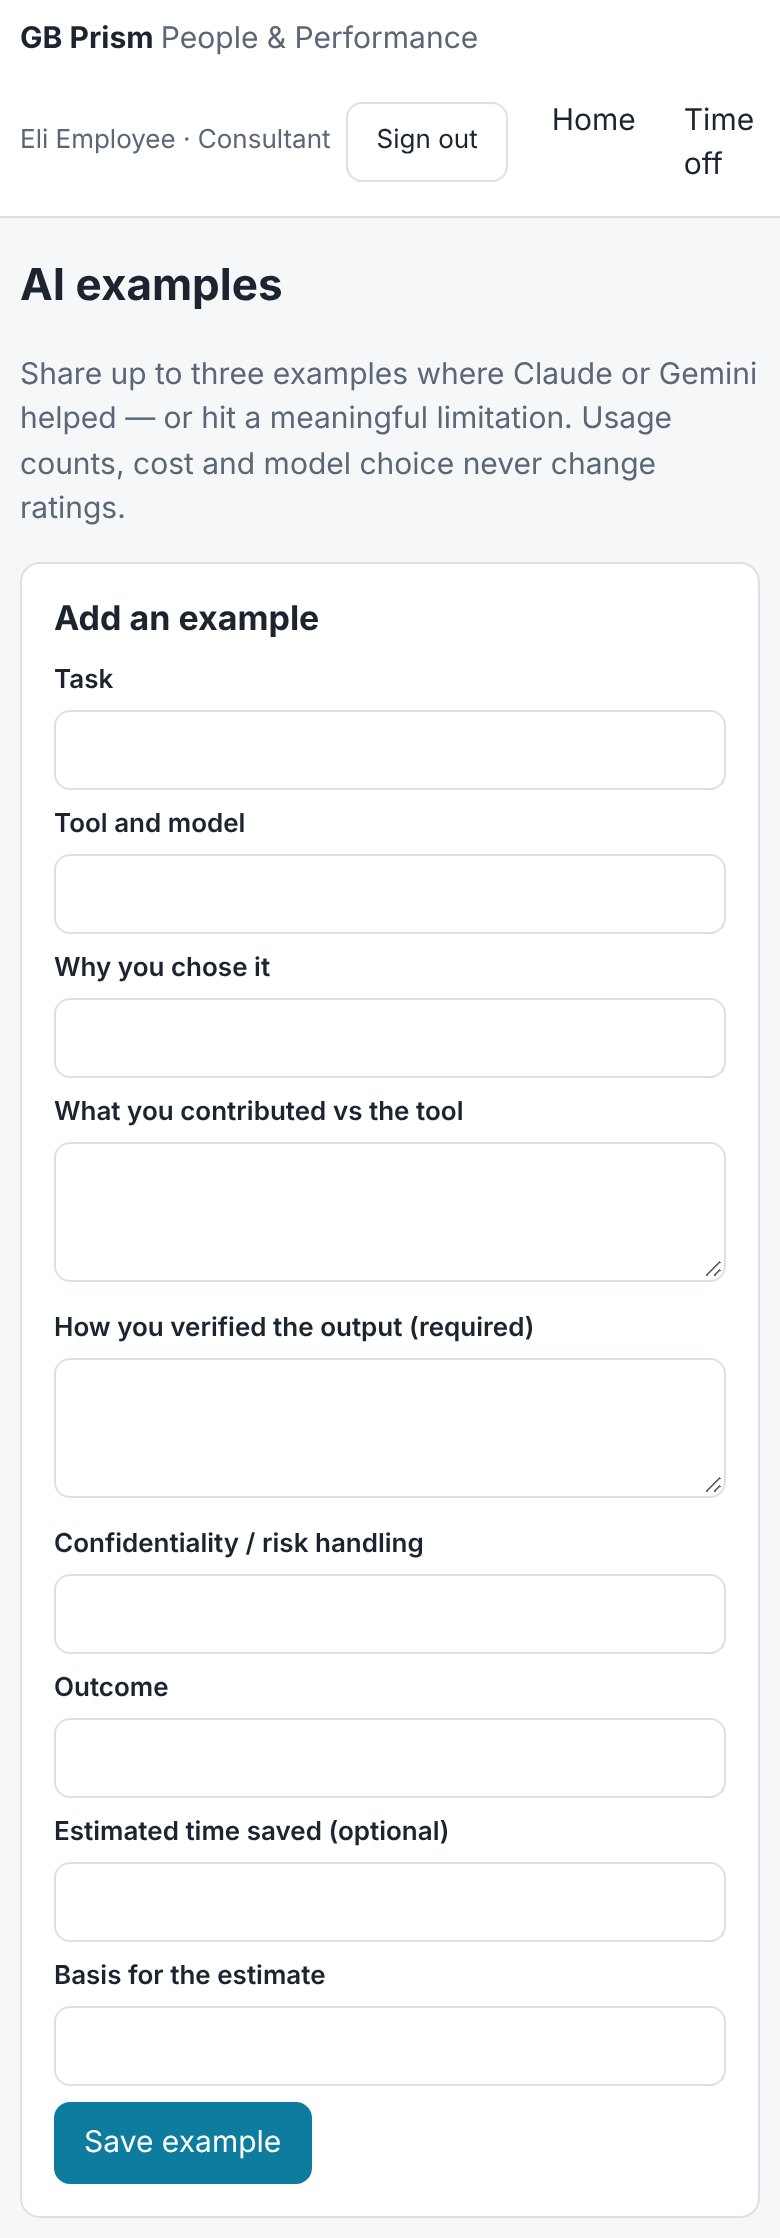 GB Prism People & Performance
Eli Employee · Consultant
Sign out
Home
Time
off
AI examples
Share up to three examples where Claude or Gemini
helped — or hit a meaningful limitation. Usage
counts, cost and model choice never change
ratings.
Add an example
Task
Tool and model
Why you chose it
What you contributed vs the tool
How you verified the output (required)
Confidentiality / risk handling
Outcome
Estimated time saved (optional)
Basis for the estimate
Save example